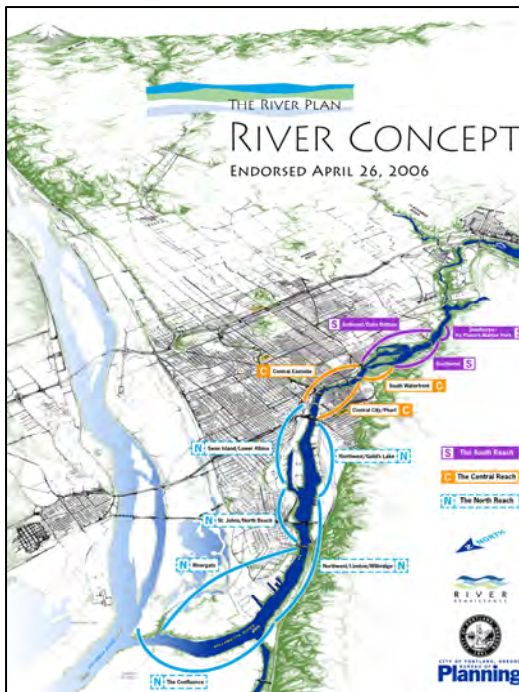 THE RIVER PLAN
RIVER CONCEPT
ENDORSED APRIL 26, 2006
S Sellwood/Oaks Bottom
S
Southwest S
C Central Eastside
South Waterfront C
Central City/Pearl C
N Swan Island/Lower Albina
Northwest/Guild's Lake N
S The South Reach
C The Central Reach
N The North Reach
N St. Johns/North Beach
N Rivergate
Northwest/Linnton/Willbridge N
N The Confluence
NORTH
RIVER
RENAISSANCE
CITY OF PORTLAND, OREGON
BUREAU OF
Planning